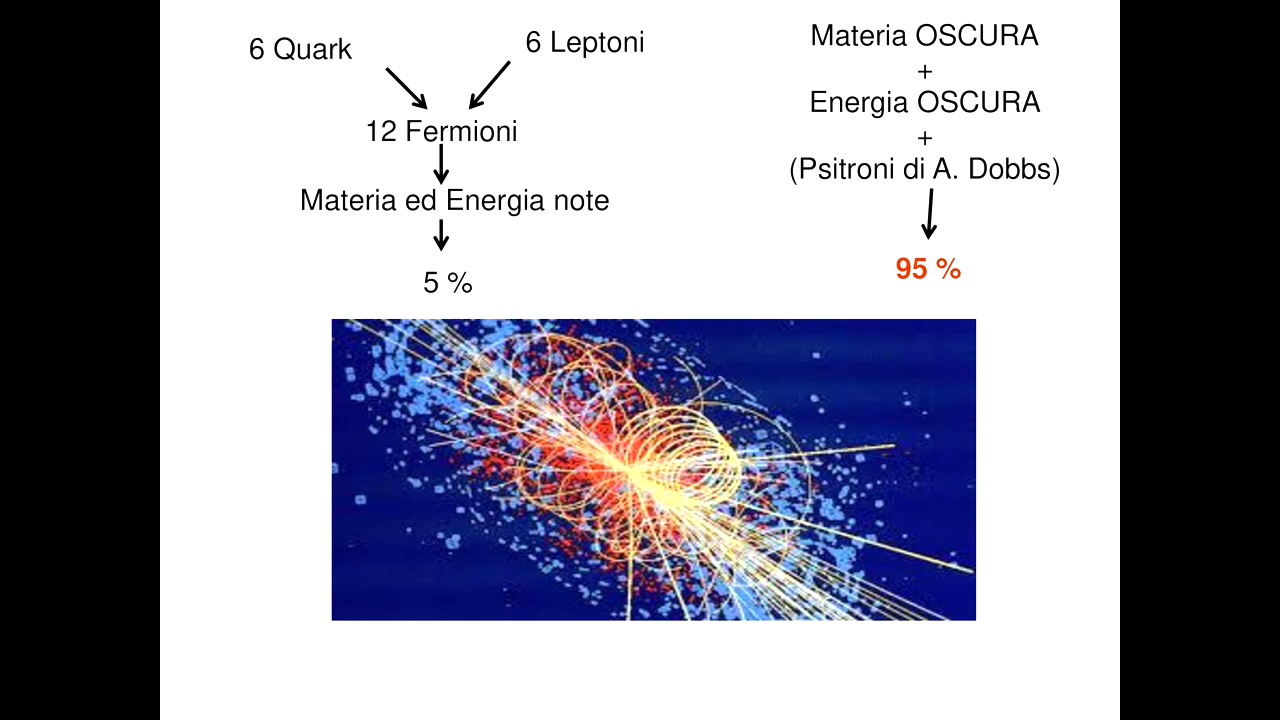 6 Quark
6 Leptoni
12 Fermioni
Materia ed Energia note
5 %
Materia OSCURA
+
Energia OSCURA
+
(Psitroni di A. Dobbs)
95 %